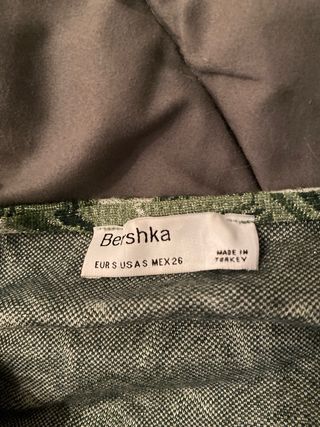 Bershka
EUR S USA S MEX 26
MADE IN
TURKEY